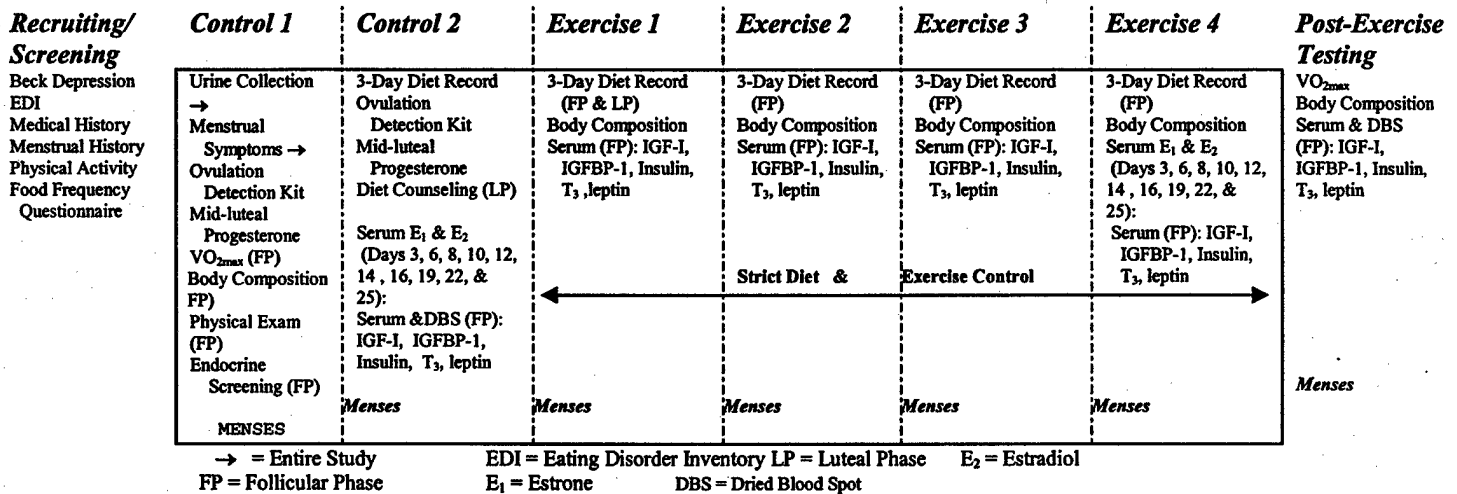 Recruiting/
Screening
Beck Depression
EDI
Medical History
Menstrual History
Physical Activity
Food Frequency
Questionnaire
Control 1
Urine Collection
→
Menstrual
Symptoms →
Ovulation
Detection Kit
Mid-luteal
Progesterone
VO2max (FP)
Body Composition
FP)
Physical Exam
(FP)
Endocrine
Screening (FP)
MENSES
Control 2
3-Day Diet Record
Ovulation
Detection Kit
Mid-luteal
Progesterone
Diet Counseling (LP)
Serum E1 & E2
(Days 3, 6, 8, 10, 12,
14 , 16, 19, 22, &
25):
Serum &DBS (FP):
IGF-I, IGFBP-1,
Insulin, T3, leptin
Menses
Exercise 1
3-Day Diet Record
(FP & LP)
Body Composition
Serum (FP): IGF-I,
IGFBP-1, Insulin,
T3 ,leptin
Menses
Exercise 2
3-Day Diet Record
(FP)
Body Composition
Serum (FP): IGF-I,
IGFBP-1, Insulin,
T3, leptin
Menses
Exercise 3
3-Day Diet Record
(FP)
Body Composition
Serum (FP): IGF-I,
IGFBP-1, Insulin,
T3, leptin
Strict Diet & Exercise Control
Menses
Exercise 4
3-Day Diet Record
(FP)
Body Composition
Serum E1 & E2
(Days 3, 6, 8, 10, 12,
14 , 16, 19, 22, &
25):
Serum (FP): IGF-I,
IGFBP-1, Insulin,
T3, leptin
Menses
Post-Exercise
Testing
VO2max
Body Composition
Serum & DBS
(FP): IGF-I,
IGFBP-1, Insulin,
T3, leptin
Menses
→ = Entire Study EDI = Eating Disorder Inventory LP = Luteal Phase E2 = Estradiol
FP = Follicular Phase E1 = Estrone DBS = Dried Blood Spot